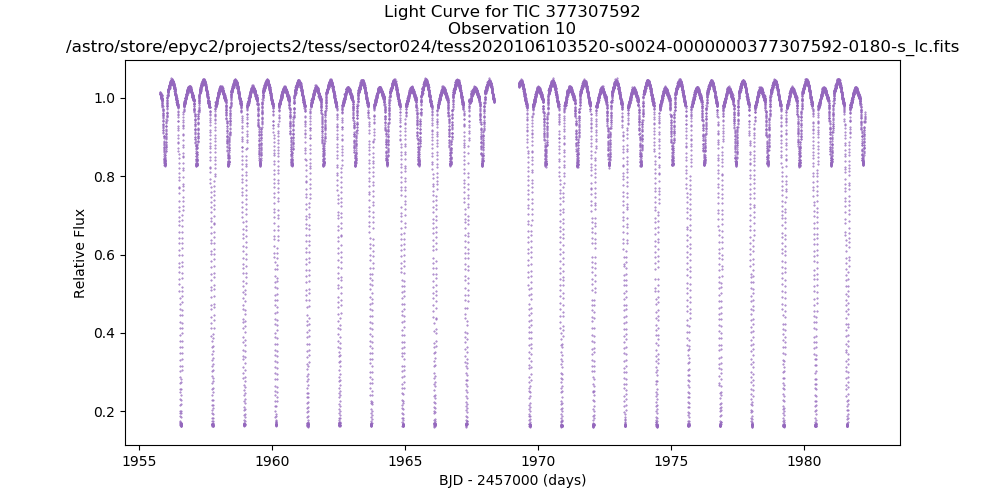 Light Curve for TIC 377307592
Observation 10
/astro/store/epyc2/projects2/tess/sector024/tess2020106103520-s0024-0000000377307592-0180-s_lc.fits
1.0
0.8
0.6
0.4
0.2
Relative Flux
1955
1960
1965
1970
1975
1980
BJD - 2457000 (days)